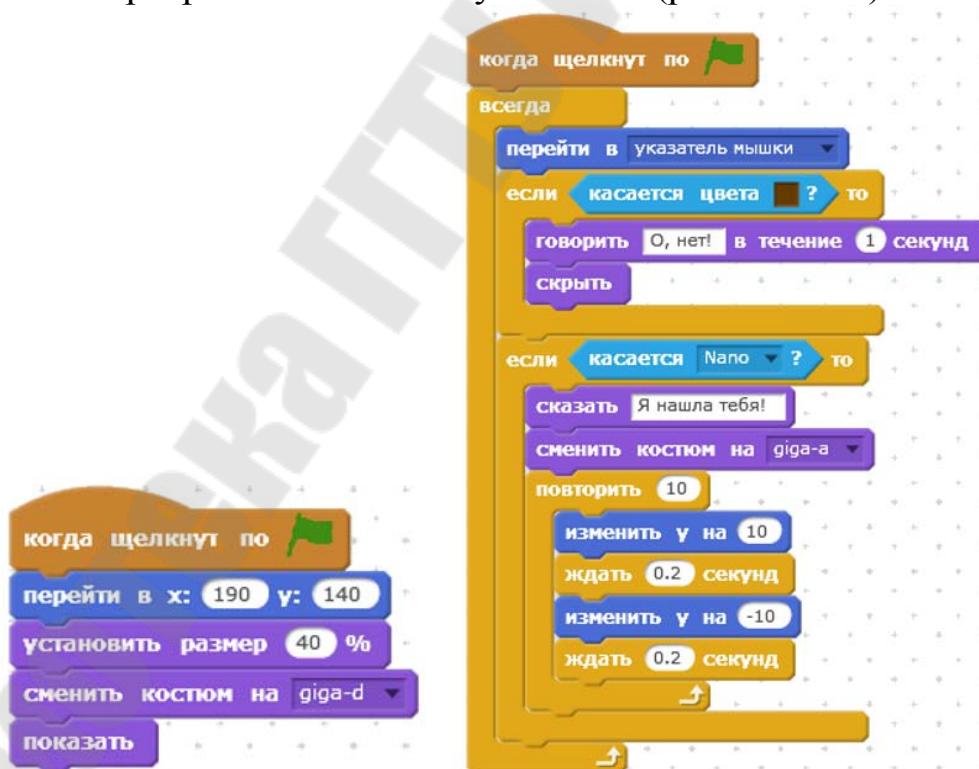 когда щелкнут по
всегда
перейти в указатель мышки
если касается цвета ? то
говорить О, нет! в течение 1 секунд
скрыть
если касается Nano ? то
сказать Я нашла тебя!
сменить костюм на giga-a
повторить 10
изменить y на 10
ждать 0.2 секунд
изменить y на -10
ждать 0.2 секунд
когда щелкнут по
перейти в x: 190 y: 140
установить размер 40 %
сменить костюм на giga-d
показать